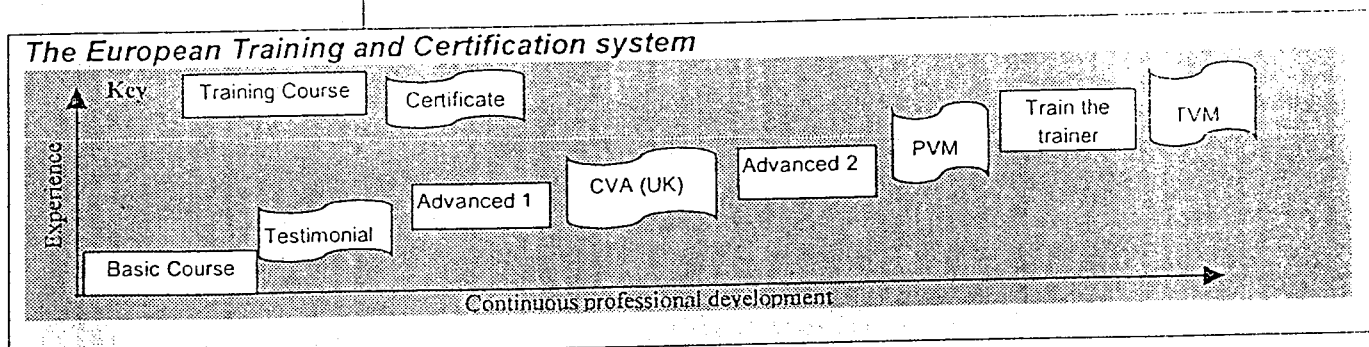 The European Training and Certification system
Key
Training Course
Certificate
Experience
Basic Course
Testimonial
Advanced 1
CVA (UK)
Advanced 2
PVM
Train the
trainer
TVM
Continuous professional development